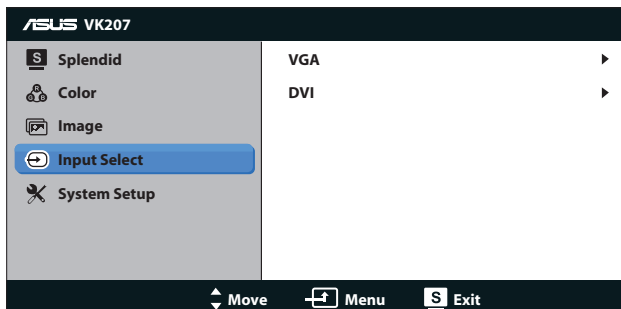 ASUS VK207
S Splendid
Color
Image
Input Select
System Setup
VGA
DVI
Move Menu S Exit